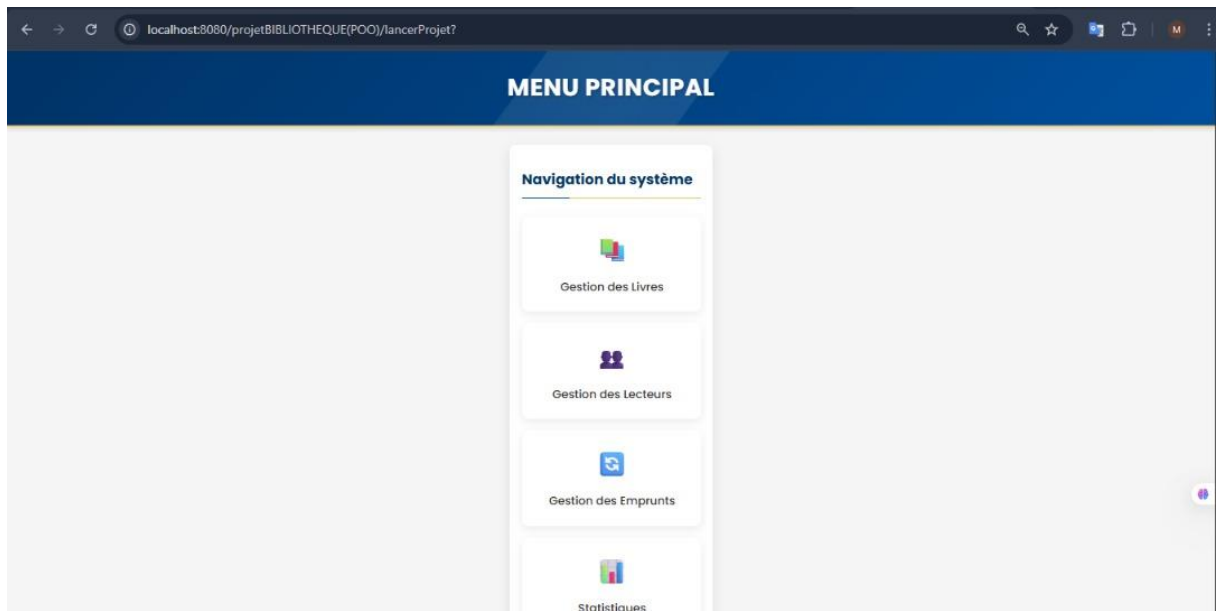 localhost:8080/projetBIBLIOTHEQUE(POO)/lancerProjet?
M
MENU PRINCIPAL
Navigation du système
Gestion des Livres
Gestion des Lecteurs
Gestion des Emprunts
Statistiques